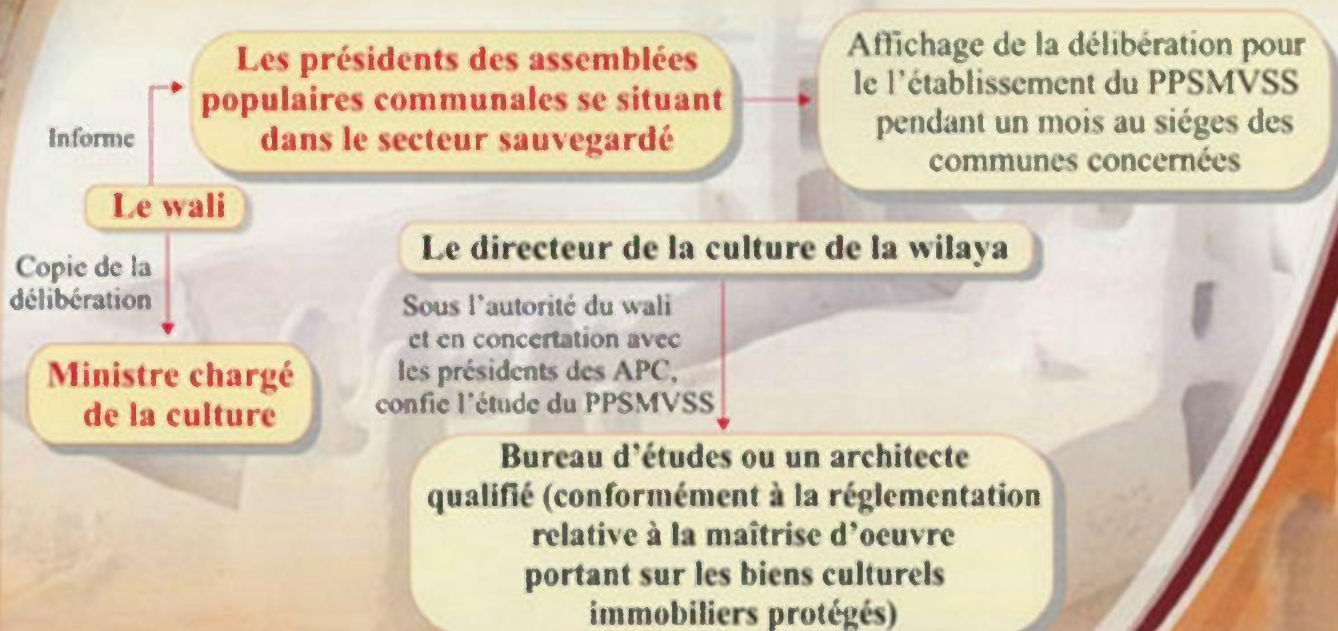 Les présidents des assemblées
populaires communales se situant
dans le secteur sauvegardé
Affichage de la délibération pour
le l'établissement du PPSMVSS
pendant un mois au siéges des
communes concernées
Informe
Le wali
Copie de la
délibération
Ministre chargé
de la culture
Le directeur de la culture de la wilaya
Sous l'autorité du wali
et en concertation avec
les présidents des APC,
confie l'étude du PPSMVSS
Bureau d'études ou un architecte
qualifié (conformément à la réglementation
relative à la maîtrise d'oeuvre
portant sur les biens culturels
immobiliers protégés)